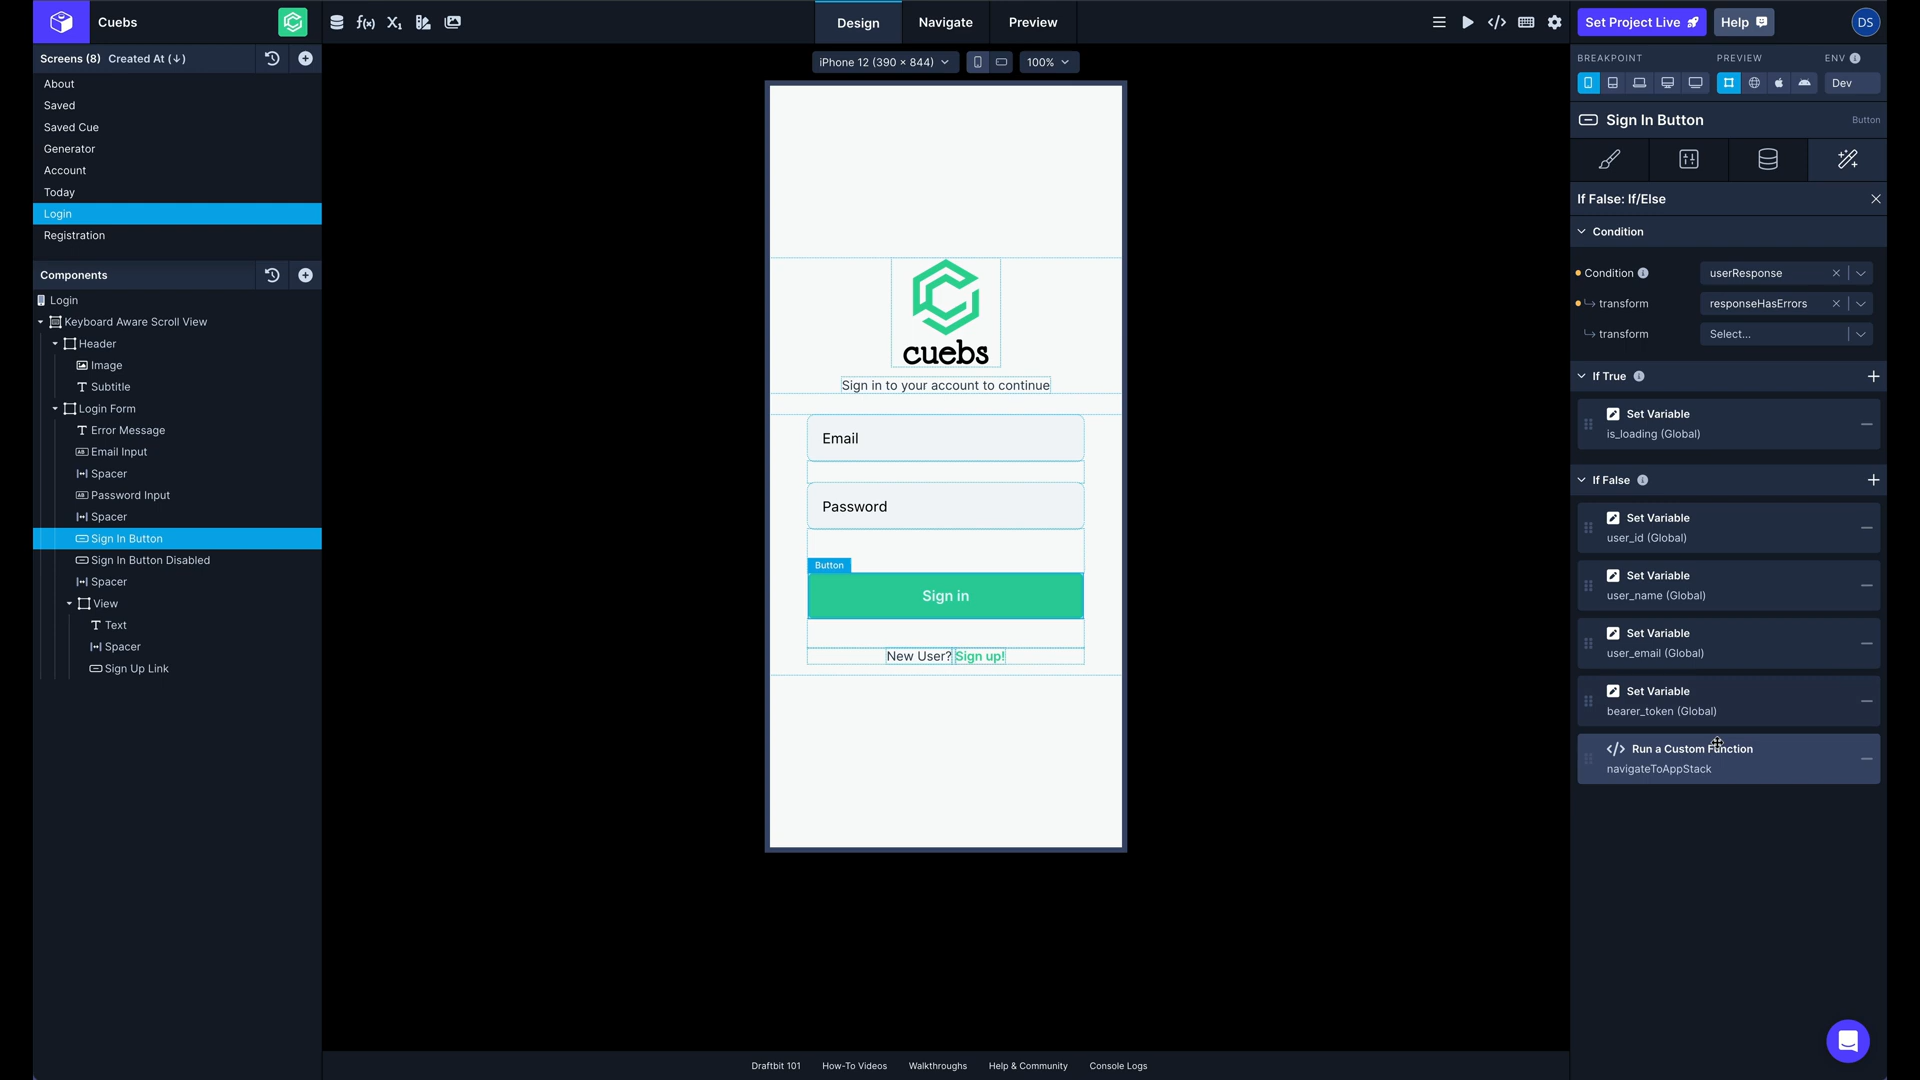 Cuebs
f(x)
X₁
Design
Navigate
Preview
Set Project Live
Help
DS
Screens (8) Created At (↓)
About
Saved
Saved Cue
Generator
Account
Today
Login
Registration
Components
Login
Keyboard Aware Scroll View
Header
Image
Subtitle
Login Form
Error Message
Email Input
Spacer
Password Input
Spacer
Sign In Button
Sign In Button Disabled
Spacer
View
Text
Spacer
Sign Up Link
iPhone 12 (390 × 844)
100%
cuebs
Sign in to your account to continue
Email
Password
Button
Sign in
New User? Sign up!
BREAKPOINT
PREVIEW
ENV
Dev
Sign In Button
Button
If False: If/Else
Condition
Condition
userResponse
transform
responseHasErrors
transform
Select...
If True
Set Variable
is_loading (Global)
If False
Set Variable
user_id (Global)
Set Variable
user_name (Global)
Set Variable
user_email (Global)
Set Variable
bearer_token (Global)
</> Run a Custom Function
navigateToAppStack
Draftbit 101
How-To Videos
Walkthroughs
Help & Community
Console Logs